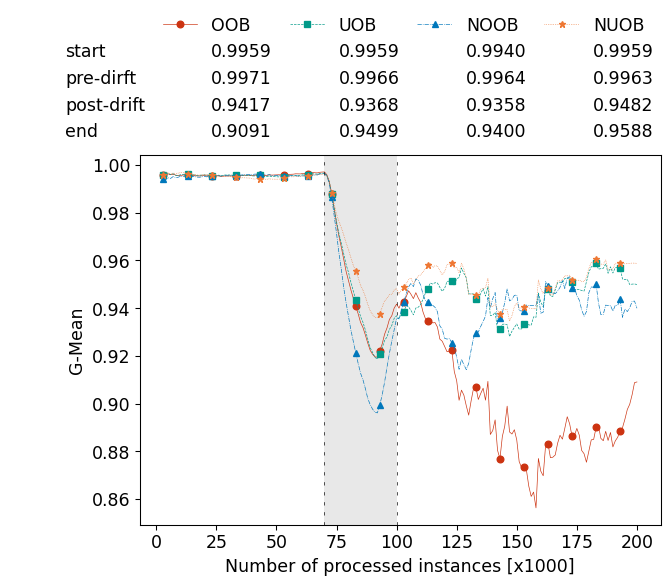 OOB UOB NOOB NUOB
start 0.9959 0.9959 0.9940 0.9959
pre-dirft 0.9971 0.9966 0.9964 0.9963
post-drift 0.9417 0.9368 0.9358 0.9482
end 0.9091 0.9499 0.9400 0.9588
1.00
0.98
0.96
0.94
0.92
0.90
0.88
0.86
G-Mean
0 25 50 75 100 125 150 175 200
Number of processed instances [x1000]